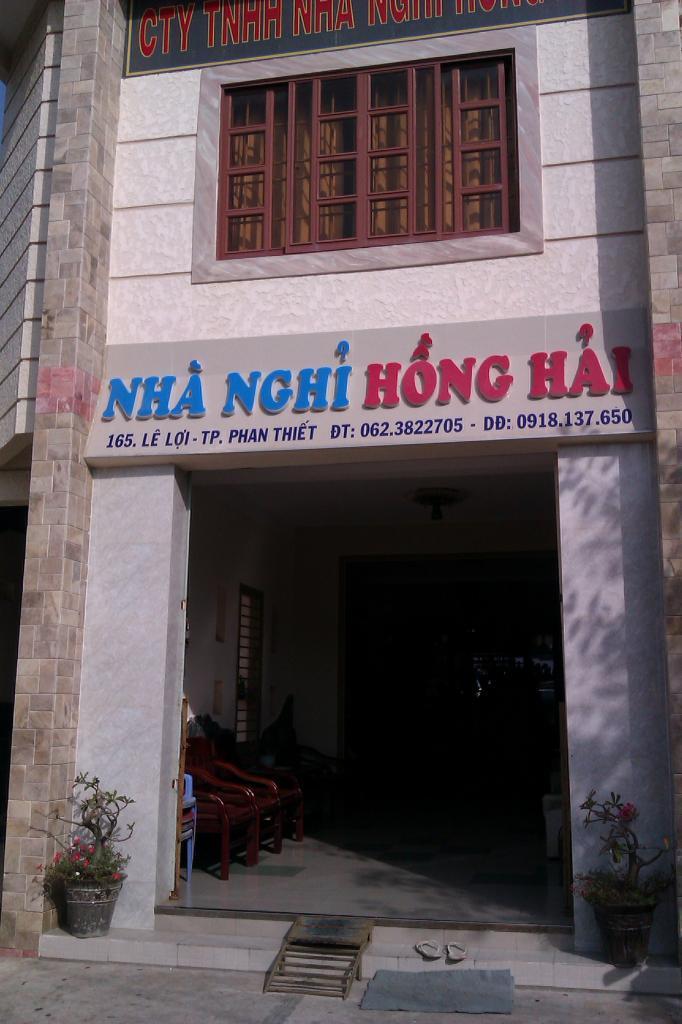 CTY TNHH NHÀ NGHỈ HỒNG
NHÀ NGHỈ HỒNG HẢI
165. LÊ LỢI - TP. PHAN THIẾT ĐT: 062.3822705 - DĐ: 0918.137.650